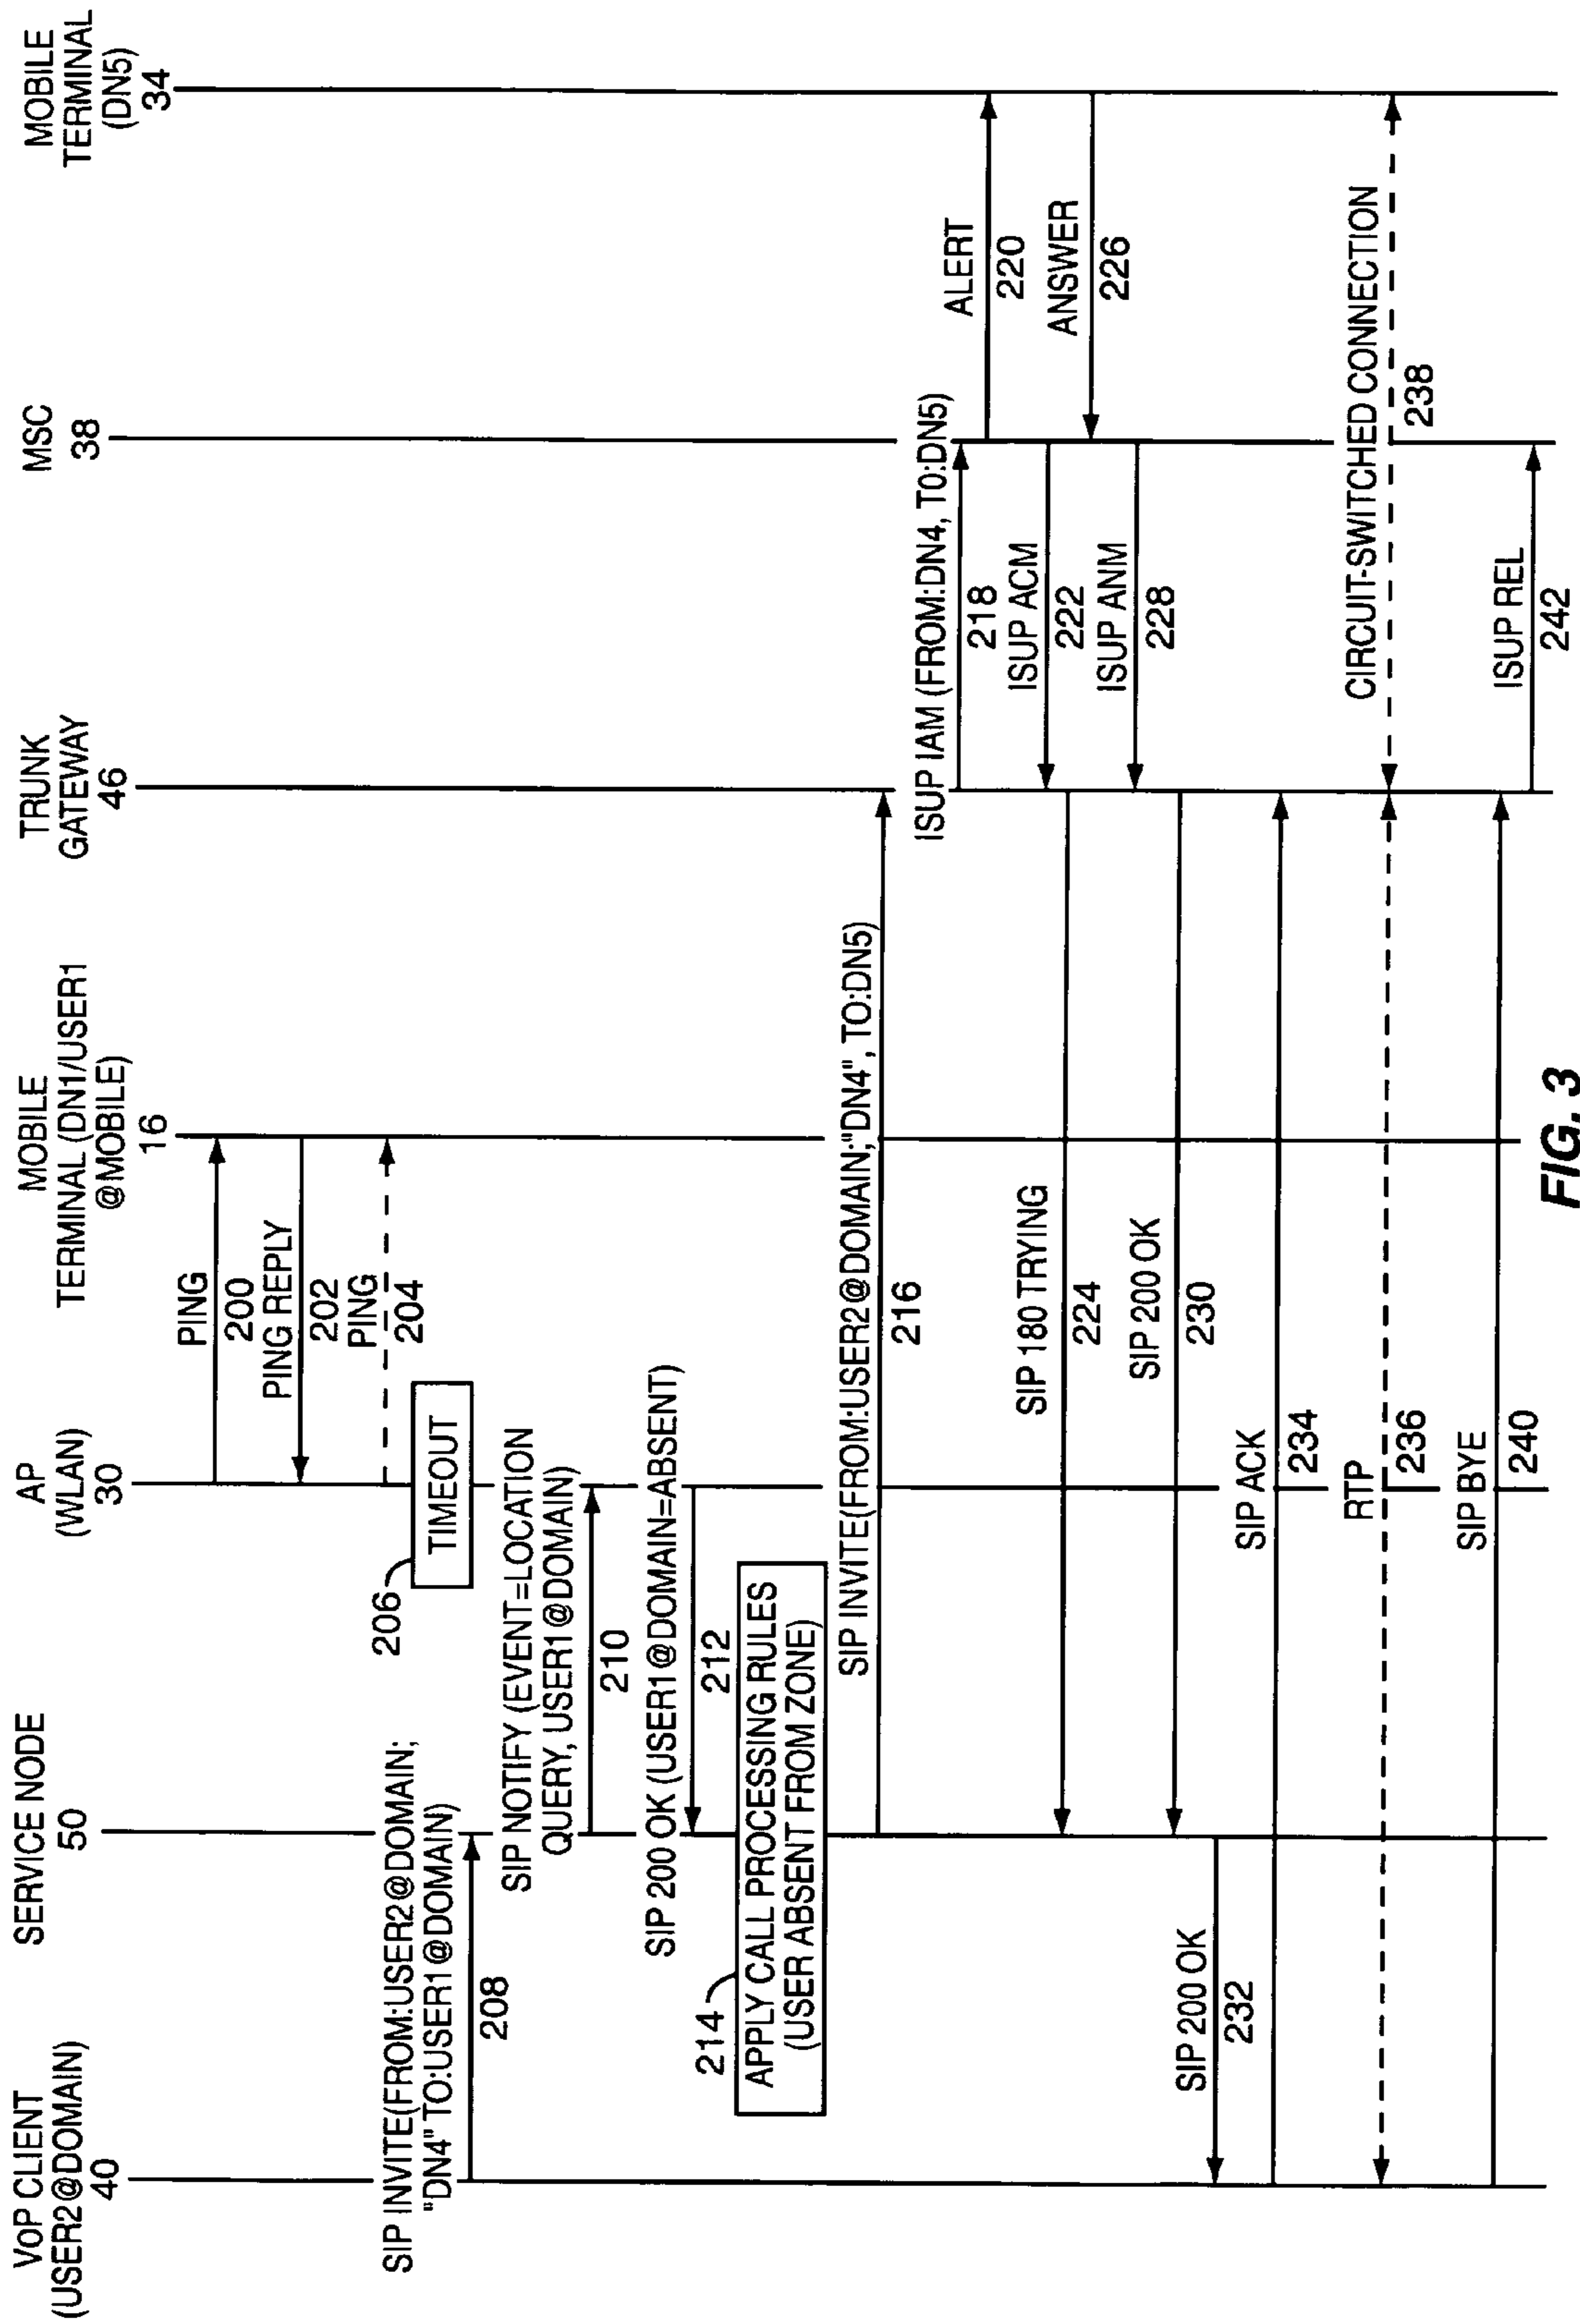 VoP CLIENT
(USER2@DOMAIN)
40
SERVICE NODE
50
AP
(WLAN)
30
MOBILE
TERMINAL (DN1/USER1
@MOBILE)
16
TRUNK
GATEWAY
46
MSC
38
MOBILE
TERMINAL
(DN5)
34
PING
200
PING REPLY
202
PING
204
206
TIMEOUT
SIP INVITE(FROM:USER2@DOMAIN;
"DN4" TO:USER1@DOMAIN)
208
SIP NOTIFY (EVENT=LOCATION
QUERY, USER1@DOMAIN)
210
SIP 200 OK (USER1@DOMAIN=ABSENT)
212
214
APPLY CALL PROCESSING RULES
(USER ABSENT FROM ZONE)
SIP INVITE(FROM:USER2@DOMAIN;"DN4", TO:DN5)
216
ISUP IAM (FROM:DN4, TO:DN5)
218
ALERT
220
ISUP ACM
222
SIP 180 TRYING
224
ANSWER
226
ISUP ANM
228
SIP 200 OK
230
SIP 200 OK
232
SIP ACK
234
RTP
236
CIRCUIT-SWITCHED CONNECTION
238
SIP BYE
240
ISUP REL
242
FIG. 3